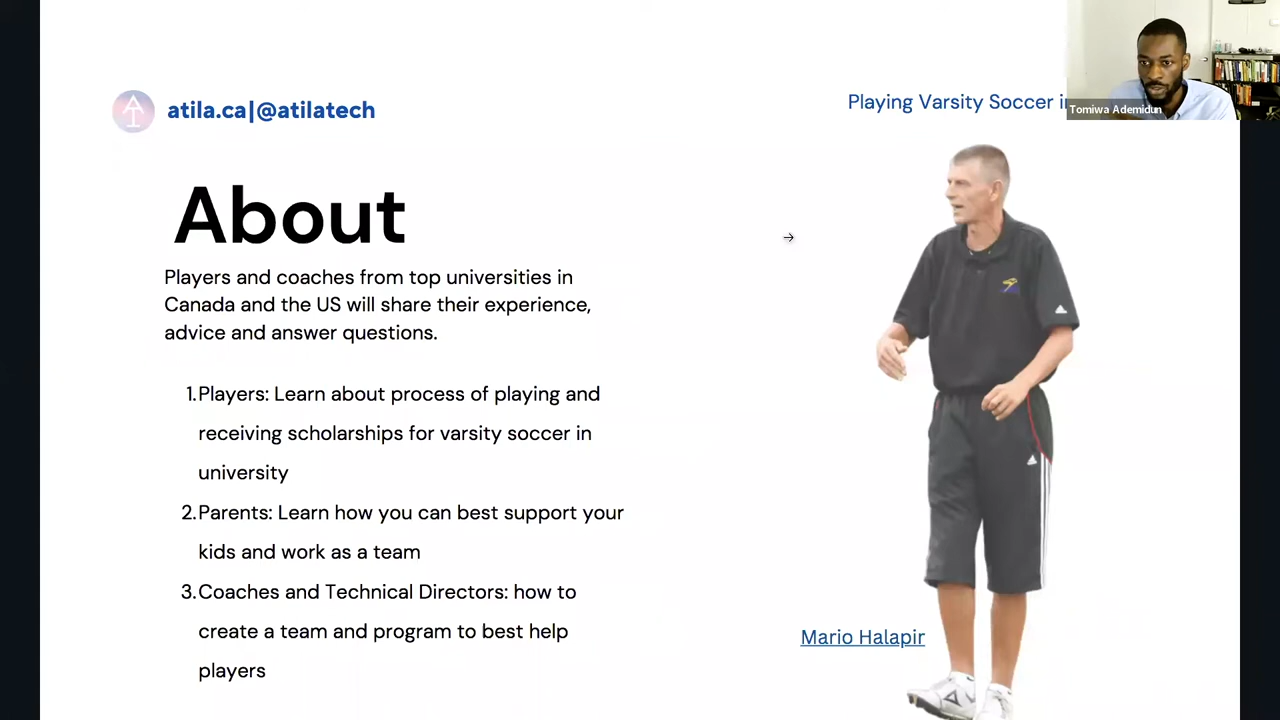 atila.ca|@atilatech
Playing Varsity Soccer in
Tomiwa Ademidun
About
Players and coaches from top universities in
Canada and the US will share their experience,
advice and answer questions.
1. Players: Learn about process of playing and
receiving scholarships for varsity soccer in
university
2. Parents: Learn how you can best support your
kids and work as a team
3. Coaches and Technical Directors: how to
create a team and program to best help
players
Mario Halapir